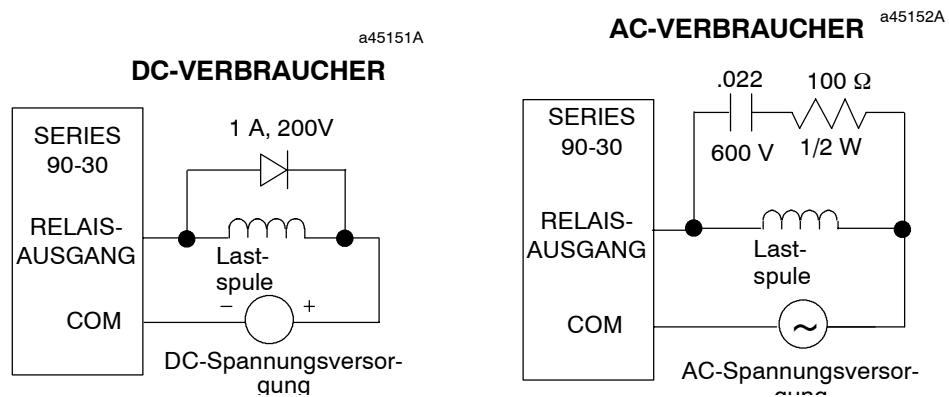 a45151A
DC-VERBRAUCHER
SERIES
90-30
1 A, 200V
RELAIS-
AUSGANG
Last-
spule
COM
− +
DC-Spannungsversor-
gung
a45152A
AC-VERBRAUCHER
SERIES
90-30
.022
100 Ω
600 V
1/2 W
RELAIS-
AUSGANG
Last-
spule
COM
~
AC-Spannungsversor-
gung